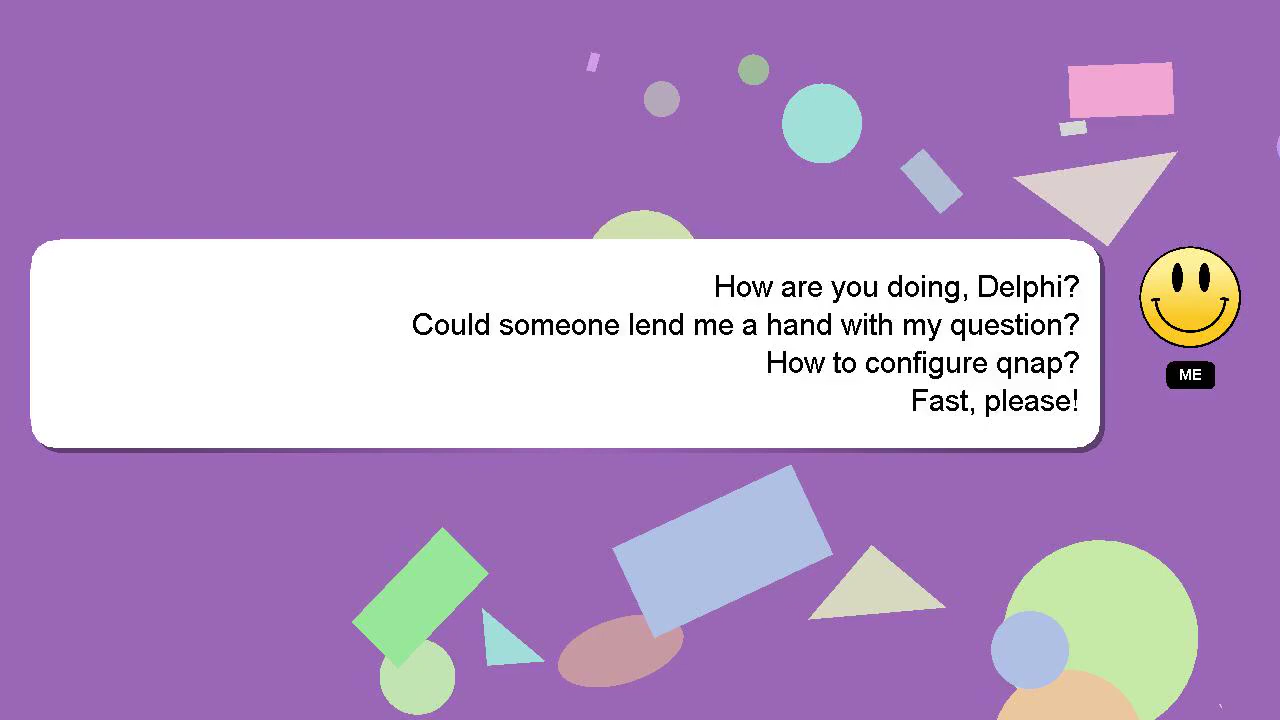 How are you doing, Delphi?
Could someone lend me a hand with my question?
How to configure qnap?
Fast, please!
ME